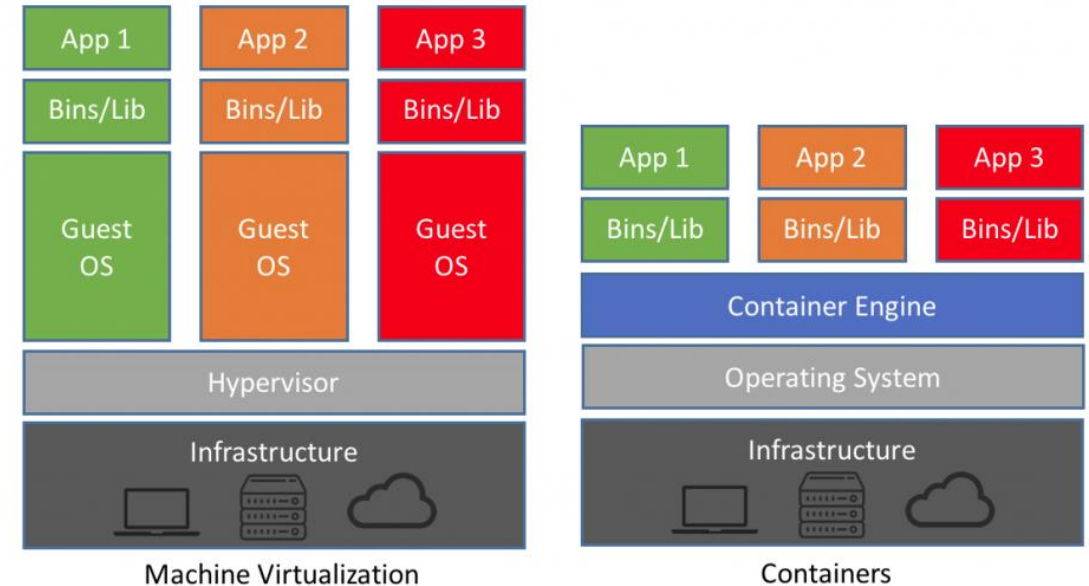 App 1
App 2
App 3
Bins/Lib
Bins/Lib
Bins/Lib
Guest
OS
Guest
OS
Guest
OS
Hypervisor
Infrastructure
Machine Virtualization
App 1
App 2
App 3
Bins/Lib
Bins/Lib
Bins/Lib
Container Engine
Operating System
Infrastructure
Containers